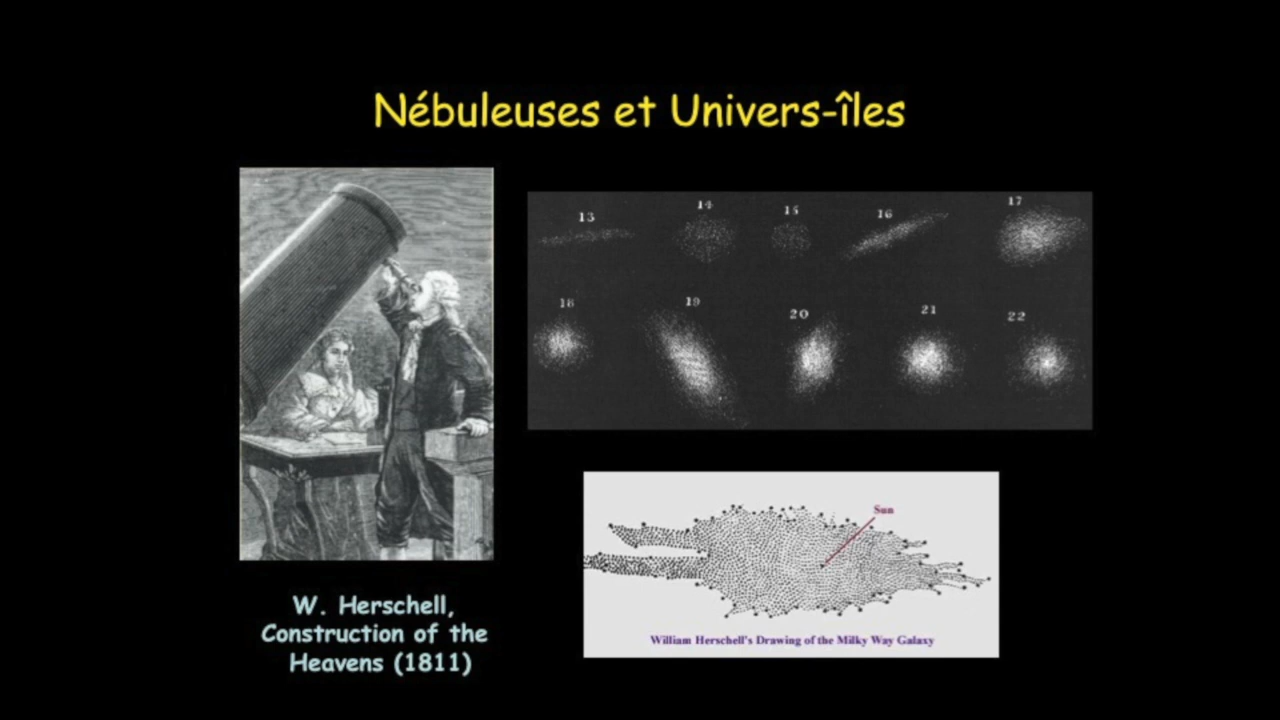 Nébuleuses et Univers-îles
13
14
15
16
17
18
19
20
21
22
Sun
William Herschell's Drawing of the Milky Way Galaxy
W. Herschell,
Construction of the
Heavens (1811)